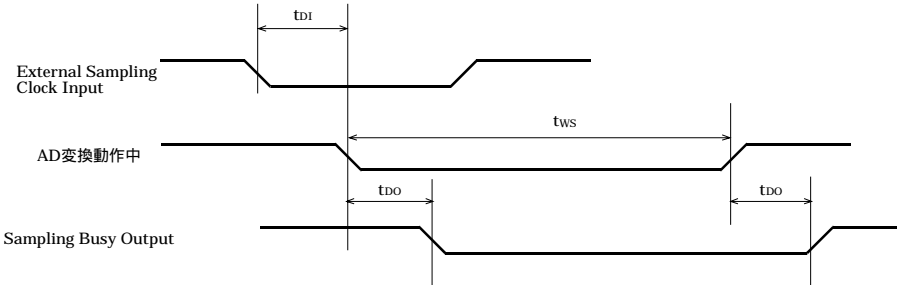 tDI
External Sampling
Clock Input
tWS
AD変換動作中
tDO
tDO
Sampling Busy Output